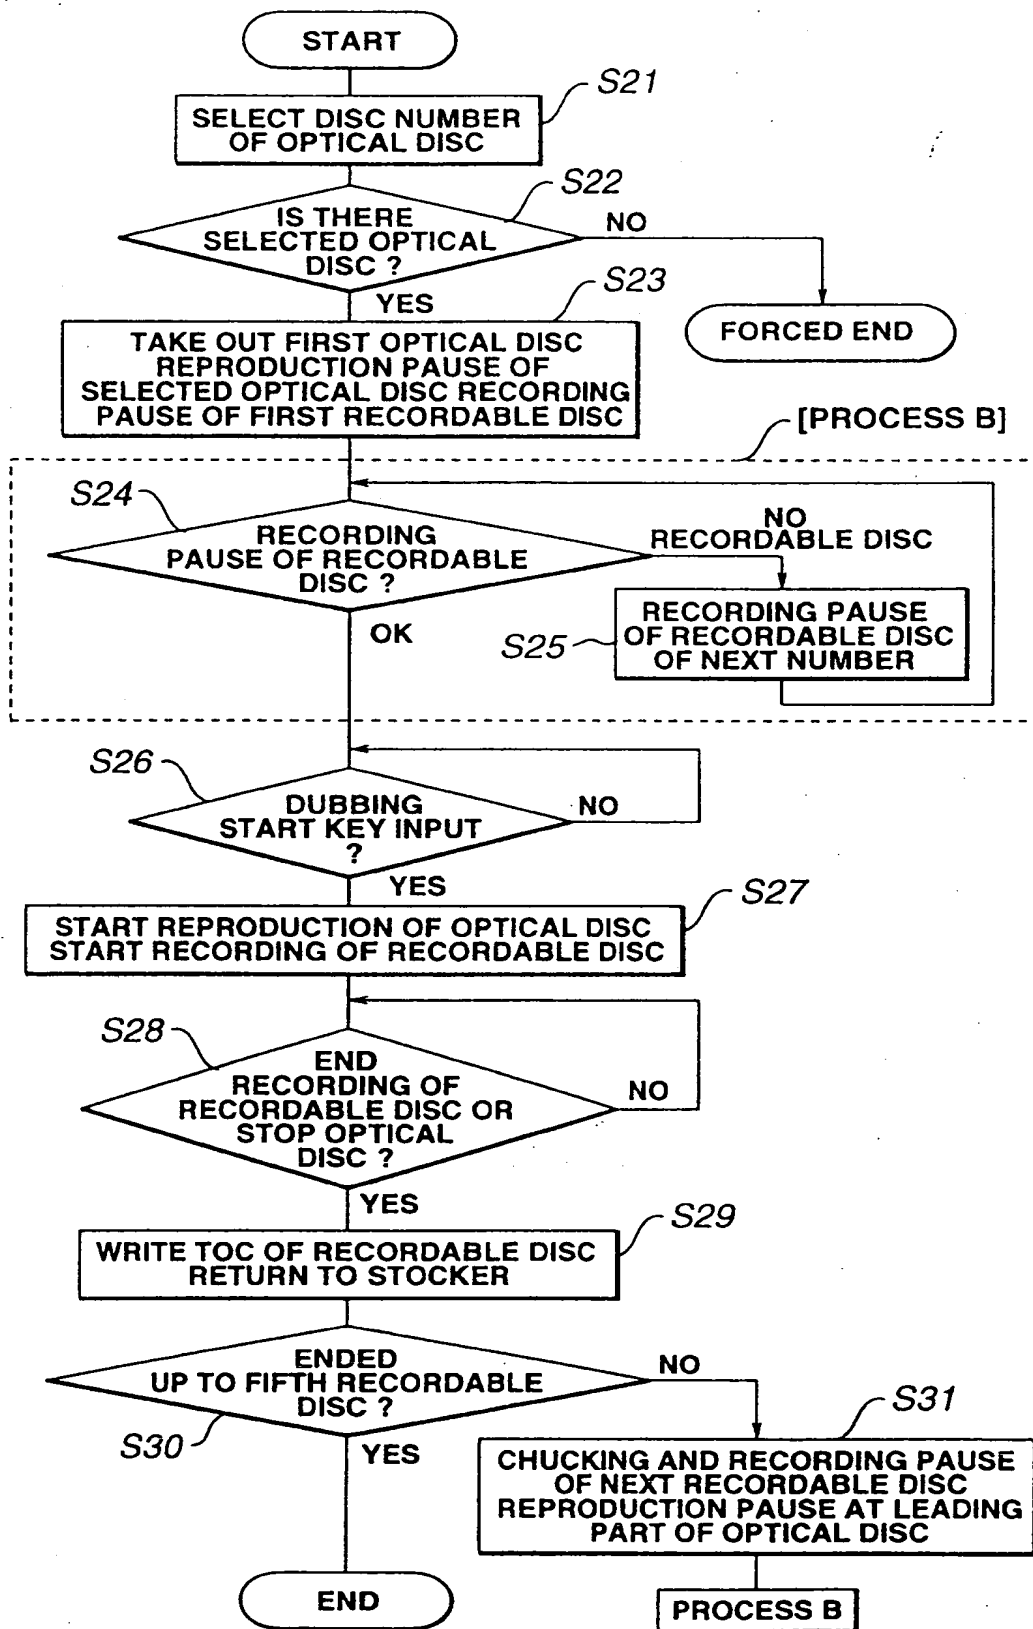 START
S21
SELECT DISC NUMBER
OF OPTICAL DISC
S22
IS THERE
SELECTED OPTICAL
DISC ?
NO
YES
S23
FORCED END
TAKE OUT FIRST OPTICAL DISC
REPRODUCTION PAUSE OF
SELECTED OPTICAL DISC RECORDING
PAUSE OF FIRST RECORDABLE DISC
[PROCESS B]
S24
RECORDING
PAUSE OF RECORDABLE
DISC ?
NO
RECORDABLE DISC
OK
S25
RECORDING PAUSE
OF RECORDABLE DISC
OF NEXT NUMBER
S26
DUBBING
START KEY INPUT
?
NO
YES
S27
START REPRODUCTION OF OPTICAL DISC
START RECORDING OF RECORDABLE DISC
S28
END
RECORDING OF
RECORDABLE DISC OR
STOP OPTICAL
DISC ?
NO
YES
S29
WRITE TOC OF RECORDABLE DISC
RETURN TO STOCKER
ENDED
UP TO FIFTH RECORDABLE
DISC ?
NO
S30
YES
S31
CHUCKING AND RECORDING PAUSE
OF NEXT RECORDABLE DISC
REPRODUCTION PAUSE AT LEADING
PART OF OPTICAL DISC
END
PROCESS B